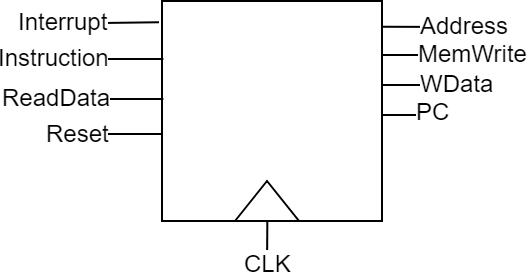 Interrupt
Instruction
ReadData
Reset
Address
MemWrite
WData
PC
CLK